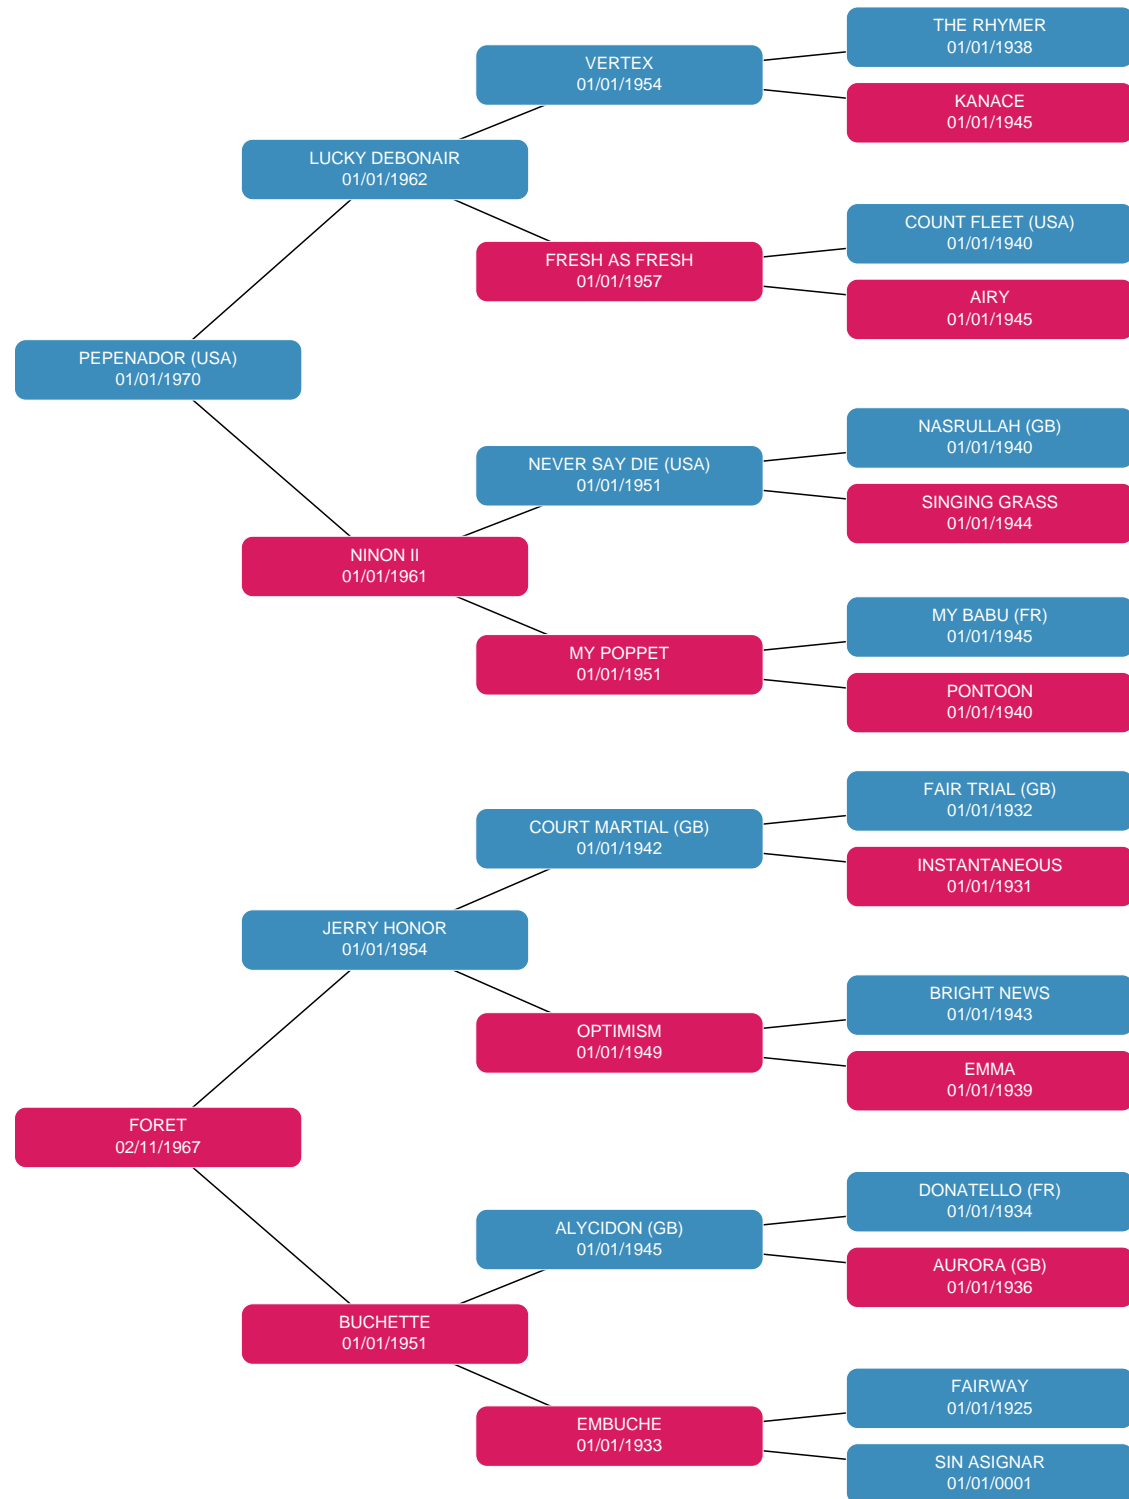 THE RHYMER
01/01/1938
VERTEX
01/01/1954
KANACE
01/01/1945
LUCKY DEBONAIR
01/01/1962
COUNT FLEET (USA)
01/01/1940
FRESH AS FRESH
01/01/1957
AIRY
01/01/1945
PEPENADOR (USA)
01/01/1970
NASRULLAH (GB)
01/01/1940
NEVER SAY DIE (USA)
01/01/1951
SINGING GRASS
01/01/1944
NINON II
01/01/1961
MY BABU (FR)
01/01/1945
MY POPPET
01/01/1951
PONTOON
01/01/1940
FAIR TRIAL (GB)
01/01/1932
COURT MARTIAL (GB)
01/01/1942
INSTANTANEOUS
01/01/1931
JERRY HONOR
01/01/1954
BRIGHT NEWS
01/01/1943
OPTIMISM
01/01/1949
EMMA
01/01/1939
FORET
02/11/1967
DONATELLO (FR)
01/01/1934
ALYCIDON (GB)
01/01/1945
AURORA (GB)
01/01/1936
BUCHETTE
01/01/1951
FAIRWAY
01/01/1925
EMBUCHE
01/01/1933
SIN ASIGNAR
01/01/0001